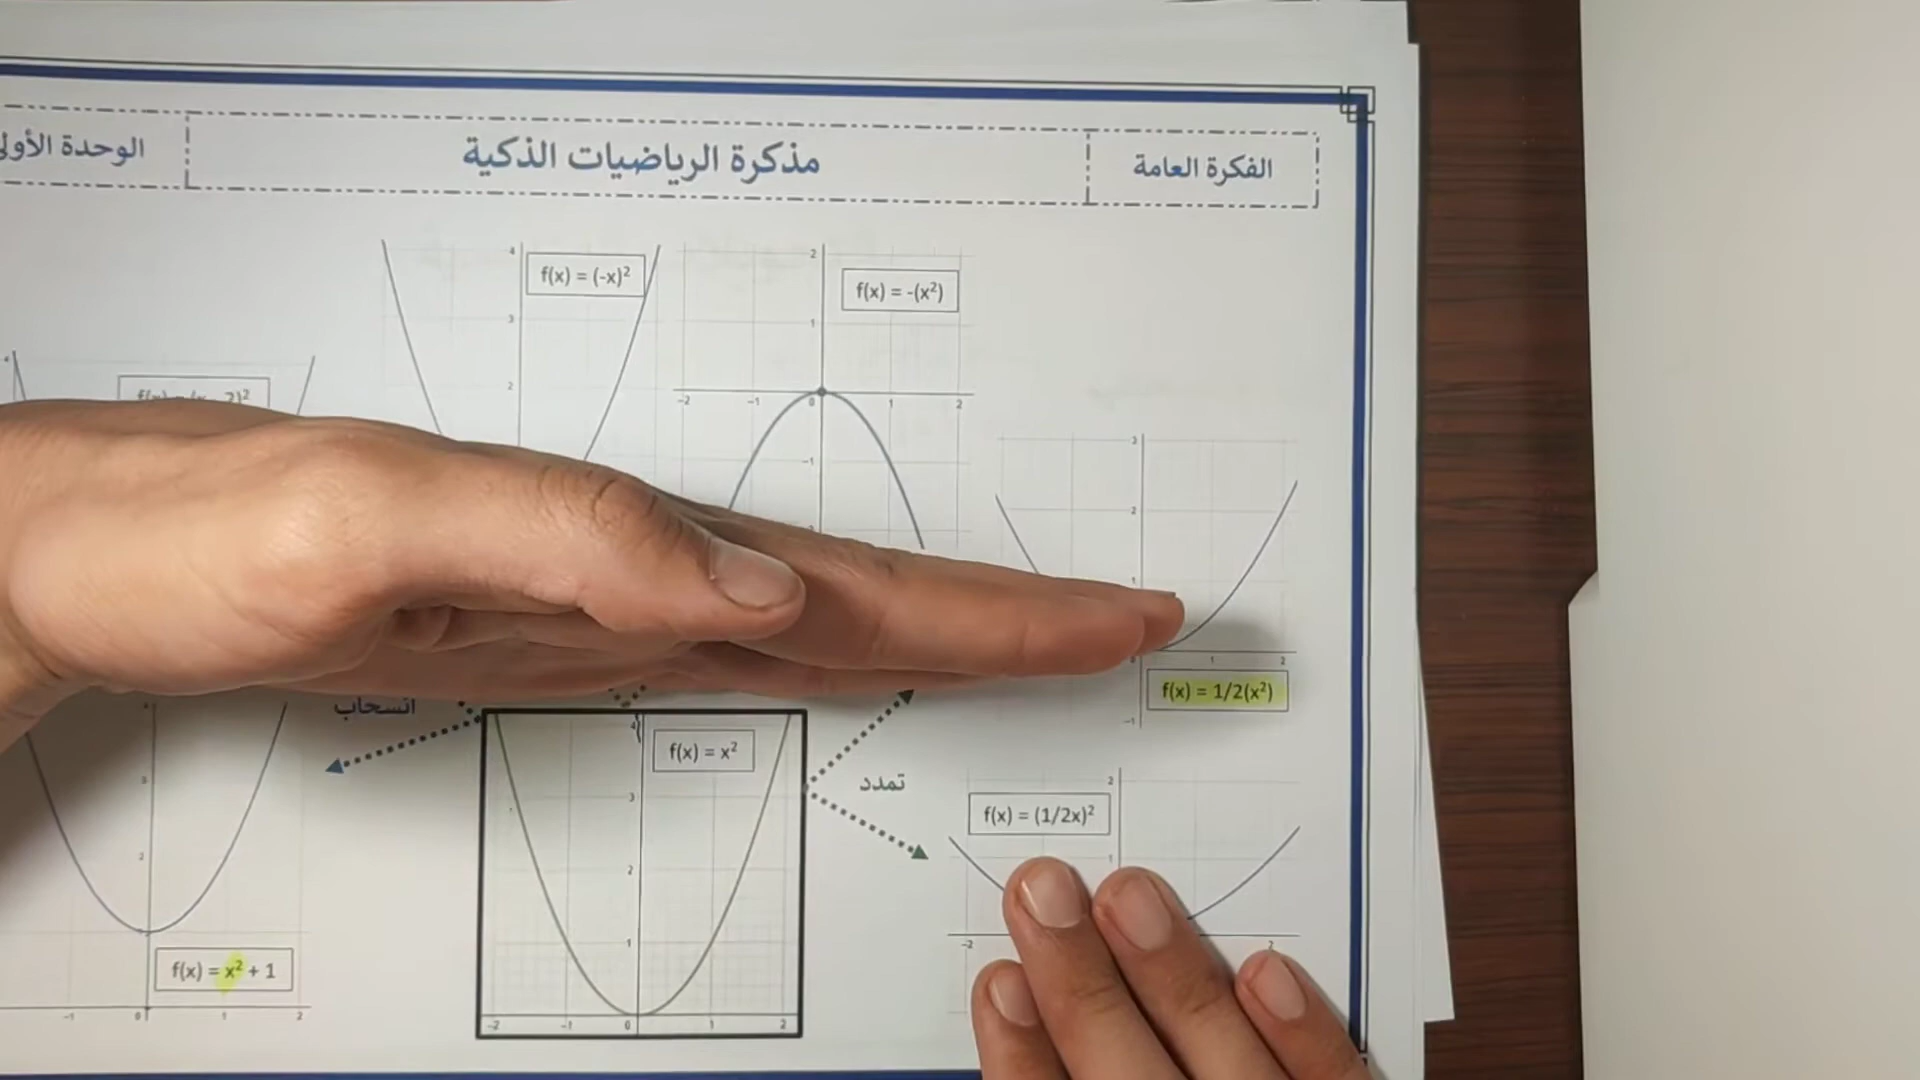 الفكرة العامة
مذكرة الرياضيات الذكية
الوحدة الأولى
f(x) = (-x)²
f(x) = -(x²)
f(x) = 1/2(x²)
انسحاب
f(x) = x²
تمدد
f(x) = (1/2x)²
f(x) = x² + 1